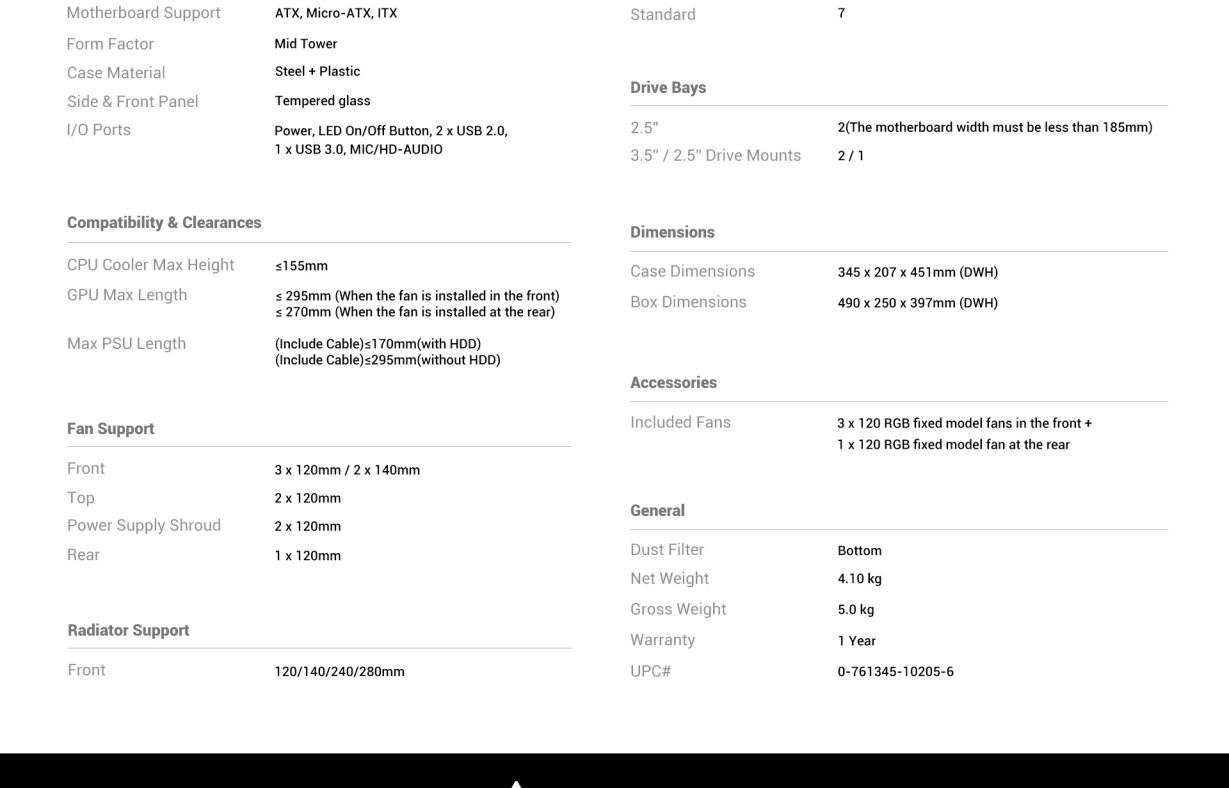 Motherboard Support ATX, Micro-ATX, ITX
Form Factor Mid Tower
Case Material Steel + Plastic
Side & Front Panel Tempered glass
I/O Ports Power, LED On/Off Button, 2 x USB 2.0,
1 x USB 3.0, MIC/HD-AUDIO
Compatibility & Clearances
CPU Cooler Max Height ≤155mm
GPU Max Length ≤ 295mm (When the fan is installed in the front)
≤ 270mm (When the fan is installed at the rear)
Max PSU Length (Include Cable)≤170mm(with HDD)
(Include Cable)≤295mm(without HDD)
Fan Support
Front 3 x 120mm / 2 x 140mm
Top 2 x 120mm
Power Supply Shroud 2 x 120mm
Rear 1 x 120mm
Radiator Support
Front 120/140/240/280mm
Standard 7
Drive Bays
2.5" 2(The motherboard width must be less than 185mm)
3.5" / 2.5" Drive Mounts 2 / 1
Dimensions
Case Dimensions 345 x 207 x 451mm (DWH)
Box Dimensions 490 x 250 x 397mm (DWH)
Accessories
Included Fans 3 x 120 RGB fixed model fans in the front +
1 x 120 RGB fixed model fan at the rear
General
Dust Filter Bottom
Net Weight 4.10 kg
Gross Weight 5.0 kg
Warranty 1 Year
UPC# 0-761345-10205-6